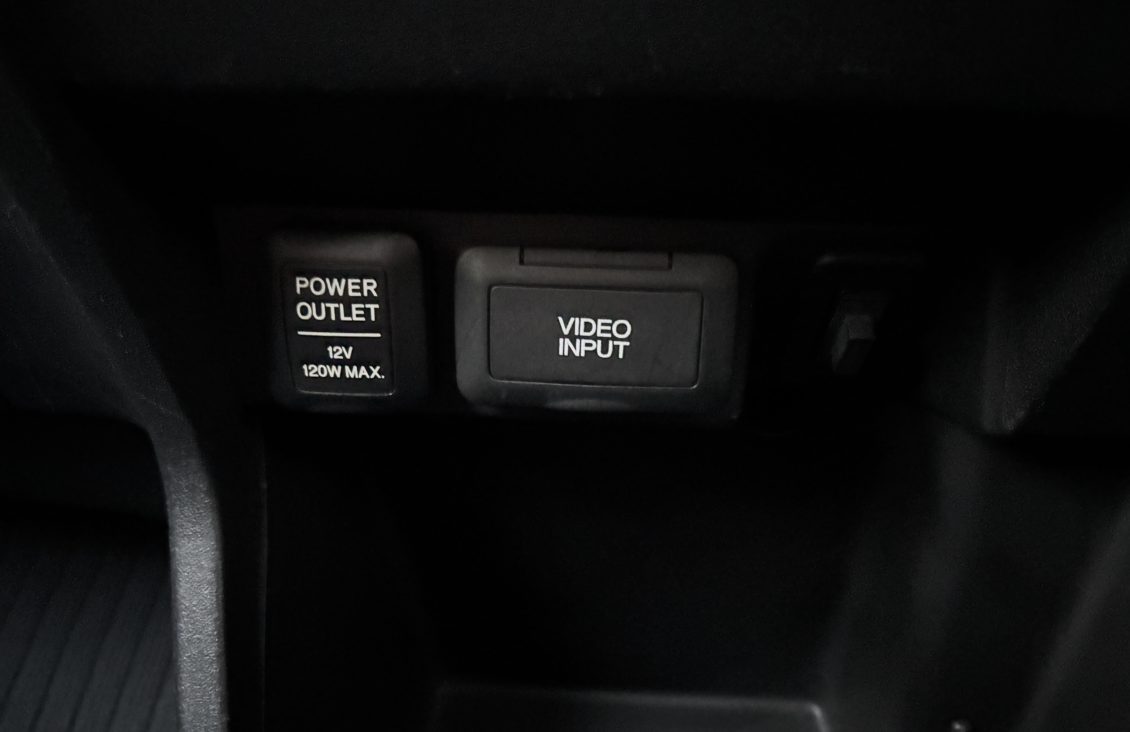 POWER
OUTLET
12V
120W MAX.
VIDEO
INPUT